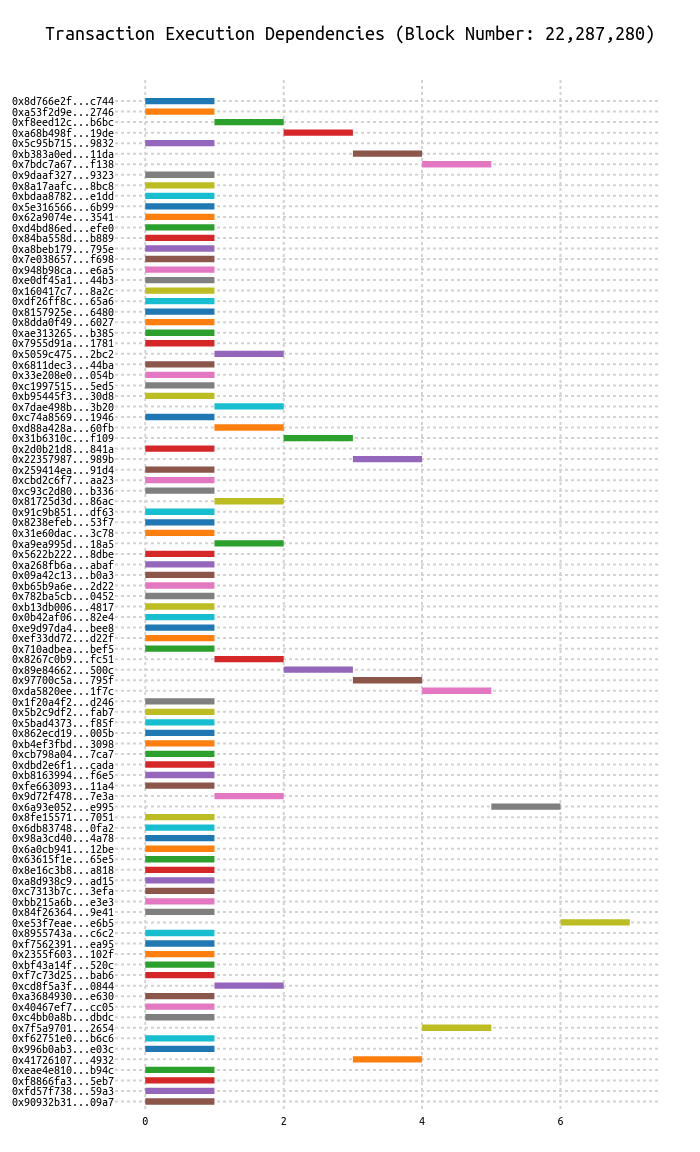 Transaction Execution Dependencies (Block Number: 22,287,280)
0x8d766e2f...c744
0xa53f2d9e...2746
0xf8eed12c...b6bc
0xa68b498f...19de
0x5c95b715...9832
0xb383a0ed...11da
0x7bdc7a67...f138
0x9daaf327...9323
0x8a17aafc...8bc8
0xbdaa8782...e1dd
0x5e316566...6b99
0x62a9074e...3541
0xd4bd86ed...efe0
0x84ba558d...b889
0xa8beb179...795e
0x7e038657...f698
0x948b98ca...e6a5
0xe0df45a1...44b3
0x160417c7...8a2c
0xdf26ff8c...65a6
0x8157925e...6480
0x8dda0f49...6027
0xae313265...b385
0x7955d91a...1781
0x5059c475...2bc2
0x6811dec3...44ba
0x33e208e0...054b
0xc1997515...5ed5
0xb95445f3...30d8
0x7dae498b...3b20
0xc74a8569...1946
0xd88a428a...60fb
0x31b6310c...f109
0x2d0b21d8...841a
0x22357987...989b
0x259414ea...91d4
0xcbd2c6f7...aa23
0xc93c2d80...b336
0x81725d3d...86ac
0x91c9b851...df63
0x8238efeb...53f7
0x31e60dac...3c78
0xa9ea995d...18a5
0x5622b222...8dbe
0xa268fb6a...abaf
0x09a42c13...b0a3
0xb65b9a6e...2d22
0x782ba5cb...0452
0xb13db006...4817
0x0b42af06...82e4
0xe9d97da4...bee8
0xef33dd72...d22f
0x710adbea...bef5
0x8267c0b9...fc51
0x89e84662...500c
0x97700c5a...795f
0xda5820ee...1f7c
0x1f20a4f2...d246
0x5b2c9df2...fab7
0x5bad4373...f85f
0x862ecd19...005b
0xb4ef3fbd...3098
0xcb798a04...7ca7
0xdbd2e6f1...cada
0xb8163994...f6e5
0xfe663093...11a4
0x9d72f478...7e3a
0x6a93e052...e995
0x8fe15571...7051
0x6db83748...0fa2
0x98a3cd40...4a78
0x6a0cb941...12be
0x63615f1e...65e5
0x8e16c3b8...a818
0xa8d938c9...ad15
0xc7313b7c...3efa
0xbb215a6b...e3e3
0x84f26364...9e41
0xe53f7eae...e6b5
0x8955743a...c6c2
0xf7562391...ea95
0x2355f603...102f
0xbf43a14f...520c
0xf7c73d25...bab6
0xcd8f5a3f...0844
0xa3684930...e630
0x40467ef7...cc05
0xc4bb0a8b...dbdc
0x7f5a9701...2654
0xf62751e0...b6c6
0x996b0ab3...e03c
0x41726107...4932
0xeae4e810...b94c
0xf8866fa3...5eb7
0xfd57f738...59a3
0x90932b31...09a7
0 2 4 6